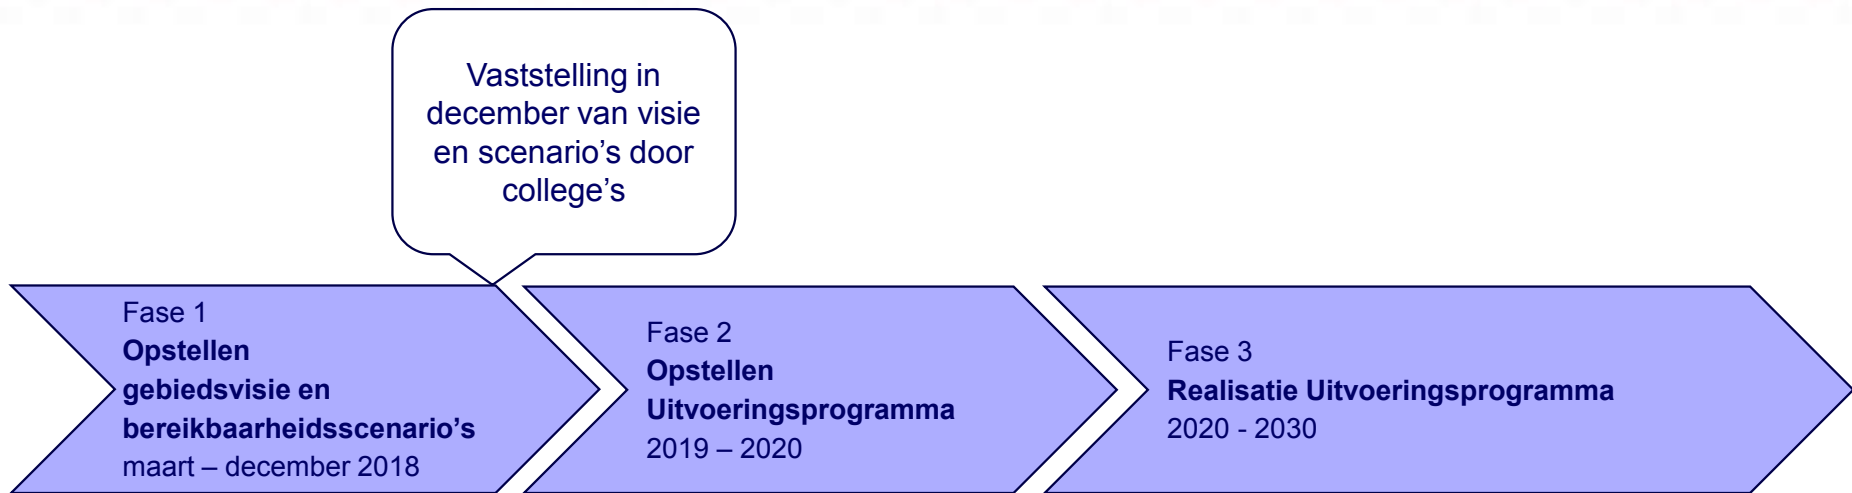 Vaststelling in
december van visie
en scenario’s door
college’s
Fase 1
Opstellen
gebiedsvisie en
bereikbaarheidsscenario’s
maart – december 2018
Fase 2
Opstellen
Uitvoeringsprogramma
2019 – 2020
Fase 3
Realisatie Uitvoeringsprogramma
2020 - 2030